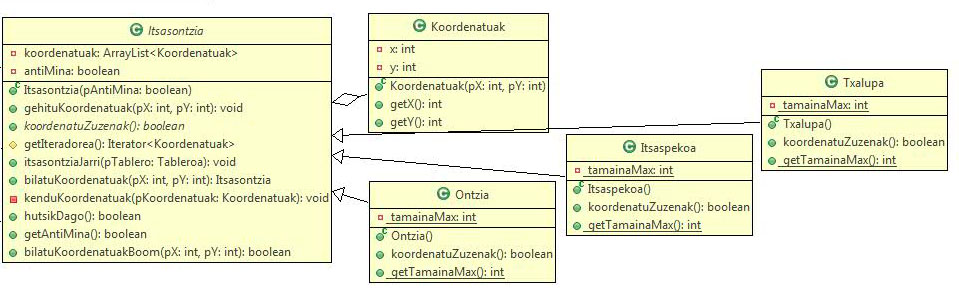 Itsasontzia
koordenatuak: ArrayList<Koordenatuak>
antiMina: boolean
Itsasontzia(pAntiMina: boolean)
gehituKoordenatuak(pX: int, pY: int): void
koordenatuZuzenak(): boolean
getIteradorea(): Iterator<Koordenatuak>
itsasontziaJarri(pTablero: Tableroa): void
bilatuKoordenatuak(pX: int, pY: int): Itsasontzia
kenduKoordenatuak(pKoordenatuak: Koordenatuak): void
hutsikDago(): boolean
getAntiMina(): boolean
bilatuKoordenatuakBoom(pX: int, pY: int): boolean
Koordenatuak
x: int
y: int
Koordenatuak(pX: int, pY: int)
getX(): int
getY(): int
Ontzia
tamainaMax: int
Ontzia()
koordenatuZuzenak(): boolean
getTamainaMax(): int
Itsaspekoa
tamainaMax: int
Itsaspekoa()
koordenatuZuzenak(): boolean
getTamainaMax(): int
Txalupa
tamainaMax: int
Txalupa()
koordenatuZuzenak(): boolean
getTamainaMax(): int